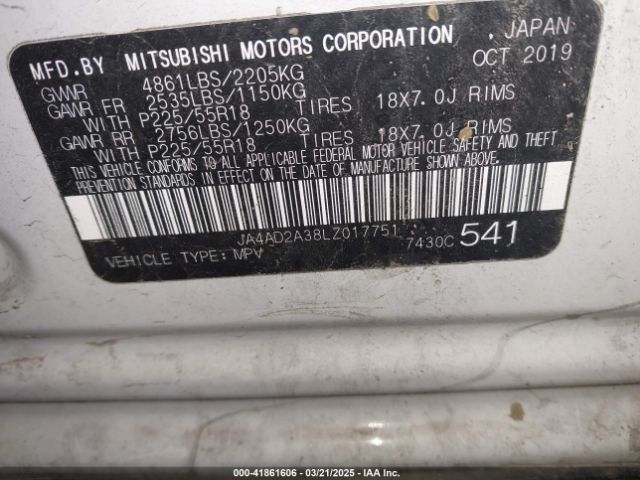 MFD.BY MITSUBISHI MOTORS CORPORATION , JAPAN
GVWR 4861LBS/2205KG OCT 2019
GAWR FR 2535LBS/1150KG
WITH P225/55R18 TIRES 18X7.0J RIMS
GAWR RR 2756LBS/1250KG
WITH P225/55R18 TIRES 18X7.0J RIMS
THIS VEHICLE CONFORMS TO ALL APPLICABLE FEDERAL MOTOR VEHICLE SAFETY AND THEFT
PREVENTION STANDARDS IN EFFECT ON THE DATE OF MANUFACTURE SHOWN ABOVE.
JA4AD2A38LZ017751
VEHICLE TYPE: MPV 7430C 541
000-41861606 - 03/21/2025 - IAA Inc.